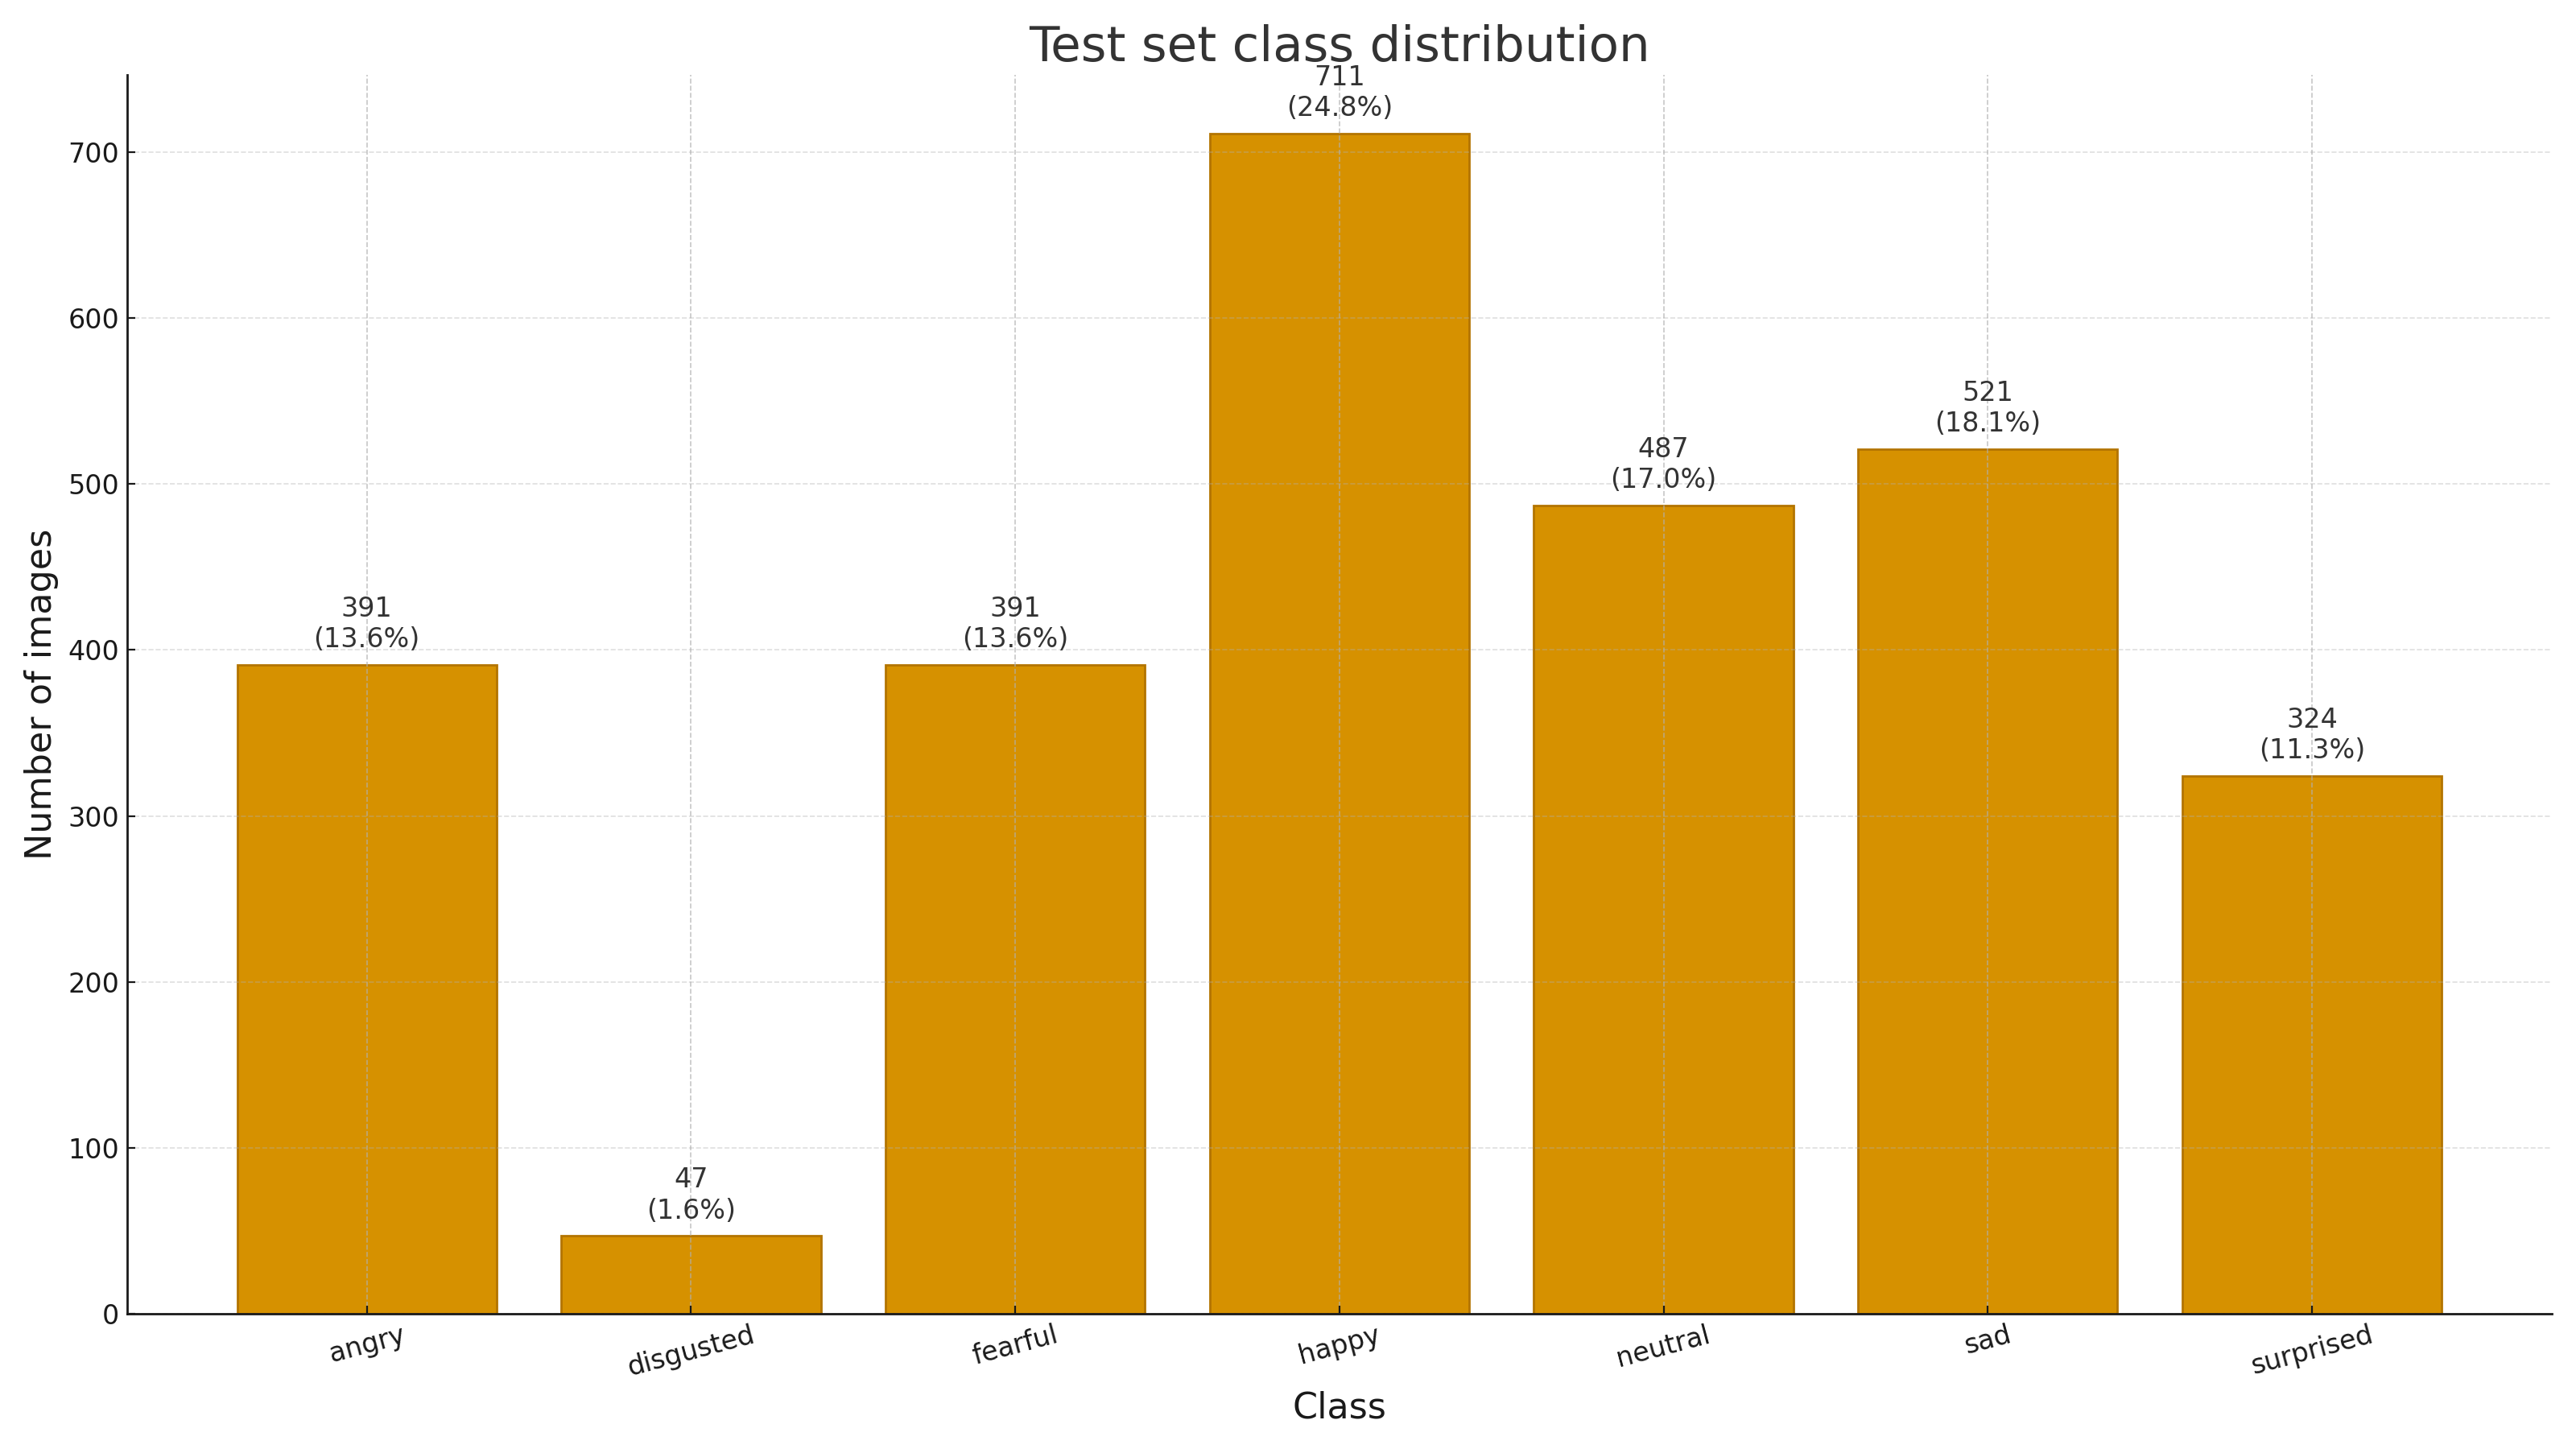 Test set class distribution
Number of images
700
600
500
400
300
200
100
0
391
(13.6%)
47
(1.6%)
391
(13.6%)
711
(24.8%)
487
(17.0%)
521
(18.1%)
324
(11.3%)
angry
disgusted
fearful
happy
neutral
sad
surprised
Class